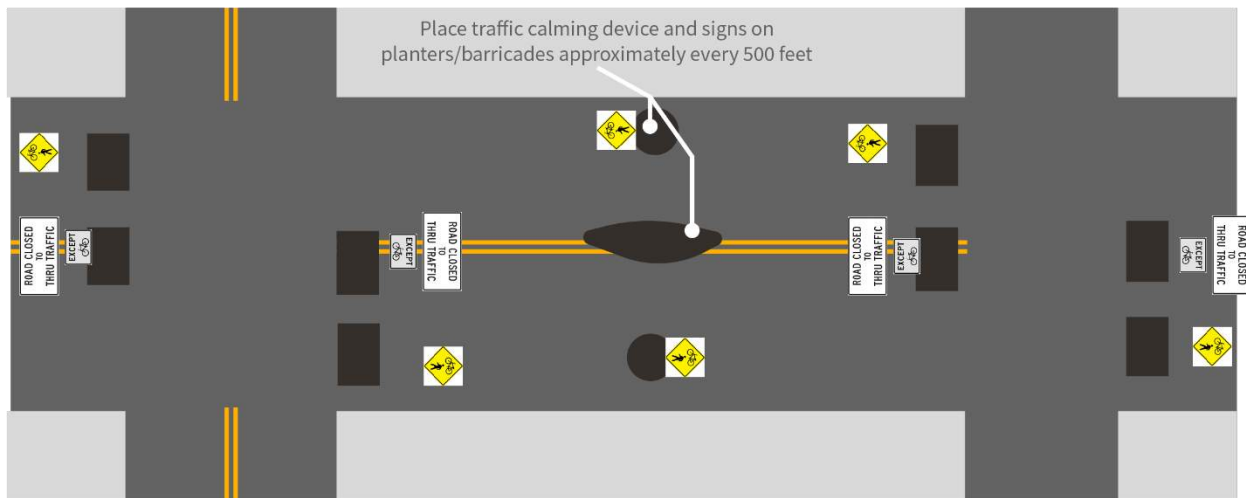 Place traffic calming device and signs on
planters/barricades approximately every 500 feet
ROAD CLOSED
TO
THRU TRAFFIC
EXCEPT
EXCEPT
ROAD CLOSED
TO
THRU TRAFFIC
ROAD CLOSED
TO
THRU TRAFFIC
EXCEPT
EXCEPT
ROAD CLOSED
TO
THRU TRAFFIC